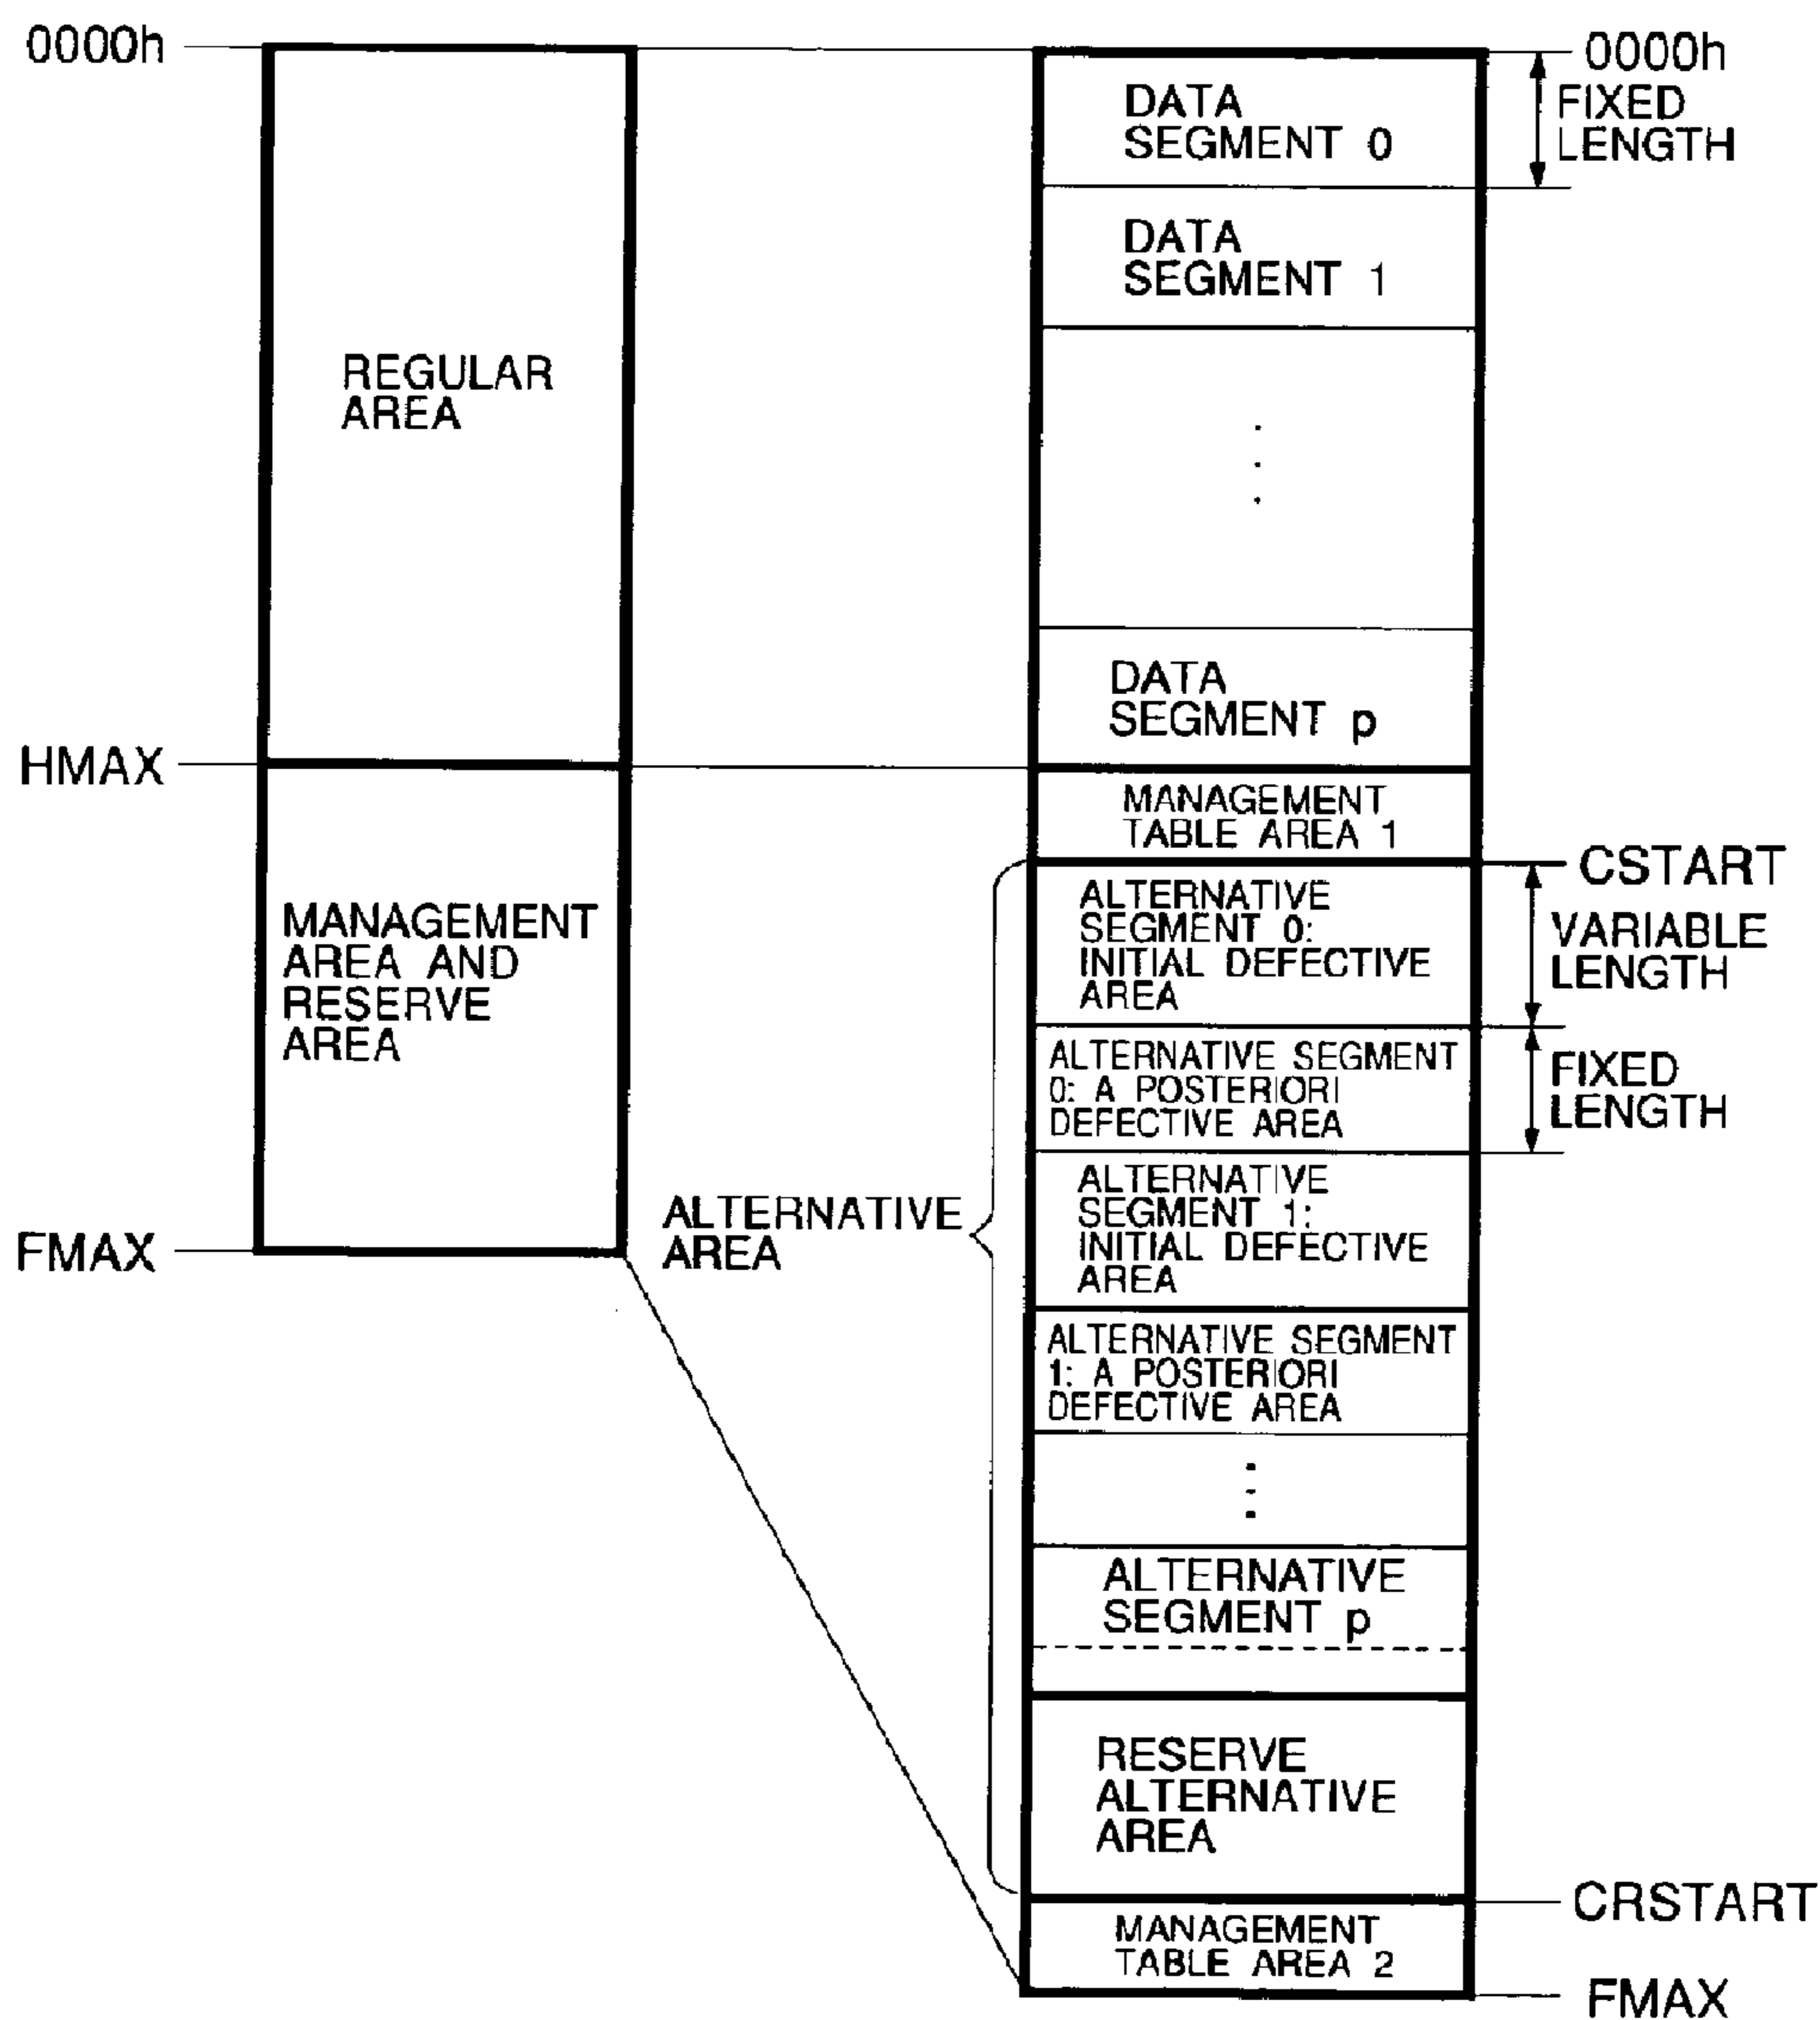 0000h
REGULAR
AREA
HMAX
MANAGEMENT
AREA AND
RESERVE
AREA
FMAX
ALTERNATIVE
AREA
DATA
SEGMENT 0
DATA
SEGMENT 1
DATA
SEGMENT p
MANAGEMENT
TABLE AREA 1
ALTERNATIVE
SEGMENT 0:
INITIAL DEFECTIVE
AREA
ALTERNATIVE SEGMENT
0: A POSTERIORI
DEFECTIVE AREA
ALTERNATIVE
SEGMENT 1:
INITIAL DEFECTIVE
AREA
ALTERNATIVE SEGMENT
1: A POSTERIORI
DEFECTIVE AREA
ALTERNATIVE
SEGMENT p
RESERVE
ALTERNATIVE
AREA
MANAGEMENT
TABLE AREA 2
0000h
FIXED
LENGTH
CSTART
VARIABLE
LENGTH
FIXED
LENGTH
CRSTART
FMAX